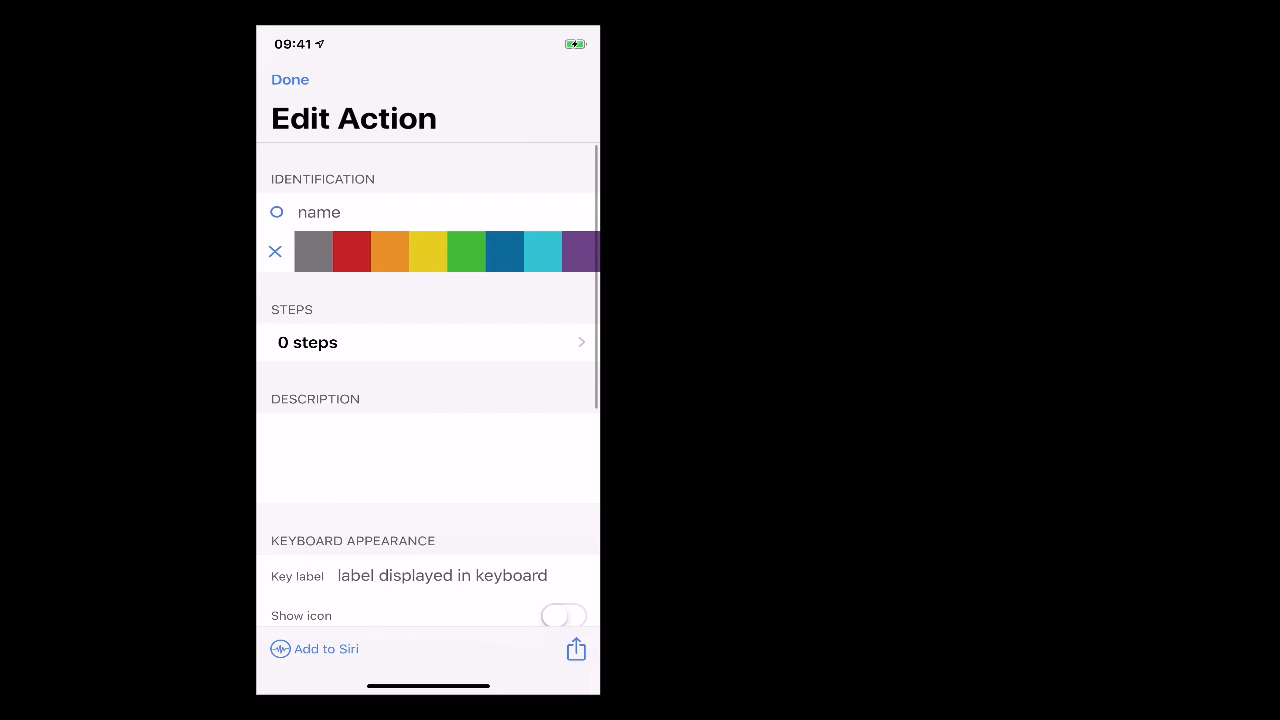 09:41
Done
Edit Action
IDENTIFICATION
name
STEPS
0 steps
DESCRIPTION
KEYBOARD APPEARANCE
Key label label displayed in keyboard
Show icon
Add to Siri